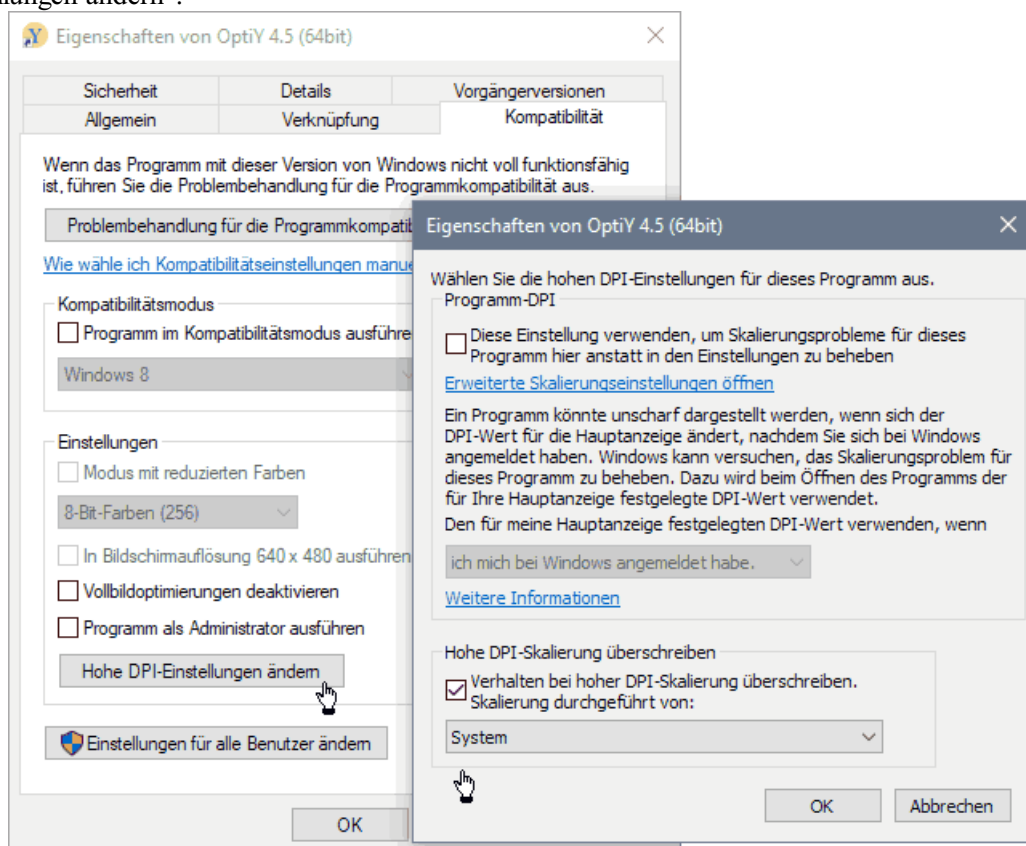 ungen ändern“.
Eigenschaften von OptiY 4.5 (64bit)
Sicherheit Details Vorgängerversionen
Allgemein Verknüpfung Kompatibilität
Wenn das Programm mit dieser Version von Windows nicht voll funktionsfähig
ist, führen Sie die Problembehandlung für die Programmkompatibilität aus.
Problembehandlung für die Programmkompatib
Wie wähle ich Kompatibilitätseinstellungen manue
Kompatibilitätsmodus
Programm im Kompatibilitätsmodus ausführe
Windows 8
Einstellungen
Modus mit reduzierten Farben
8-Bit-Farben (256)
In Bildschirmauflösung 640 x 480 ausführen
Vollbildoptimierungen deaktivieren
Programm als Administrator ausführen
Hohe DPI-Einstellungen ändern
Einstellungen für alle Benutzer ändern
OK
Eigenschaften von OptiY 4.5 (64bit)
Wählen Sie die hohen DPI-Einstellungen für dieses Programm aus.
Programm-DPI
Diese Einstellung verwenden, um Skalierungsprobleme für dieses
Programm hier anstatt in den Einstellungen zu beheben
Erweiterte Skalierungseinstellungen öffnen
Ein Programm könnte unscharf dargestellt werden, wenn sich der
DPI-Wert für die Hauptanzeige ändert, nachdem Sie sich bei Windows
angemeldet haben. Windows kann versuchen, das Skalierungsproblem für
dieses Programm zu beheben. Dazu wird beim Öffnen des Programms der
für Ihre Hauptanzeige festgelegte DPI-Wert verwendet.
Den für meine Hauptanzeige festgelegten DPI-Wert verwenden, wenn
ich mich bei Windows angemeldet habe.
Weitere Informationen
Hohe DPI-Skalierung überschreiben
Verhalten bei hoher DPI-Skalierung überschreiben.
Skalierung durchgeführt von:
System
OK Abbrechen